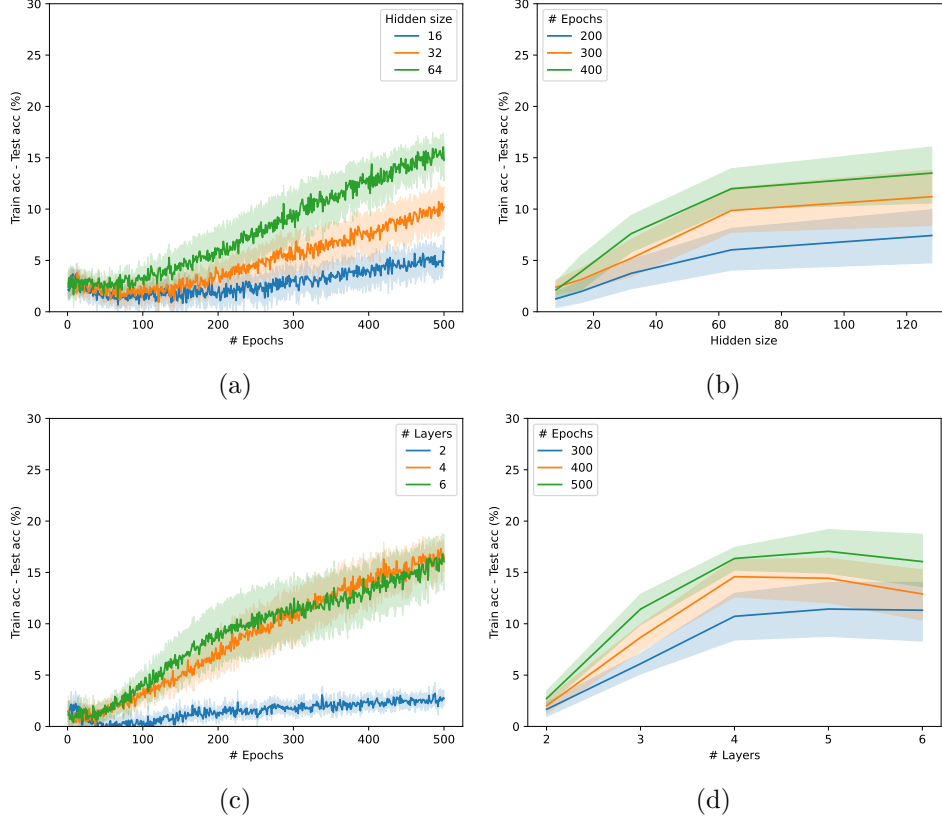 30
25
20
15
10
5
0
Train acc - Test acc (%)
Hidden size
16
32
64
0 100 200 300 400 500
# Epochs
(a)
30
25
20
15
10
5
0
Train acc - Test acc (%)
# Epochs
200
300
400
20 40 60 80 100 120
Hidden size
(b)
30
25
20
15
10
5
0
Train acc - Test acc (%)
# Layers
2
4
6
0 100 200 300 400 500
# Epochs
(c)
30
25
20
15
10
5
0
Train acc - Test acc (%)
# Epochs
300
400
500
2 3 4 5 6
# Layers
(d)